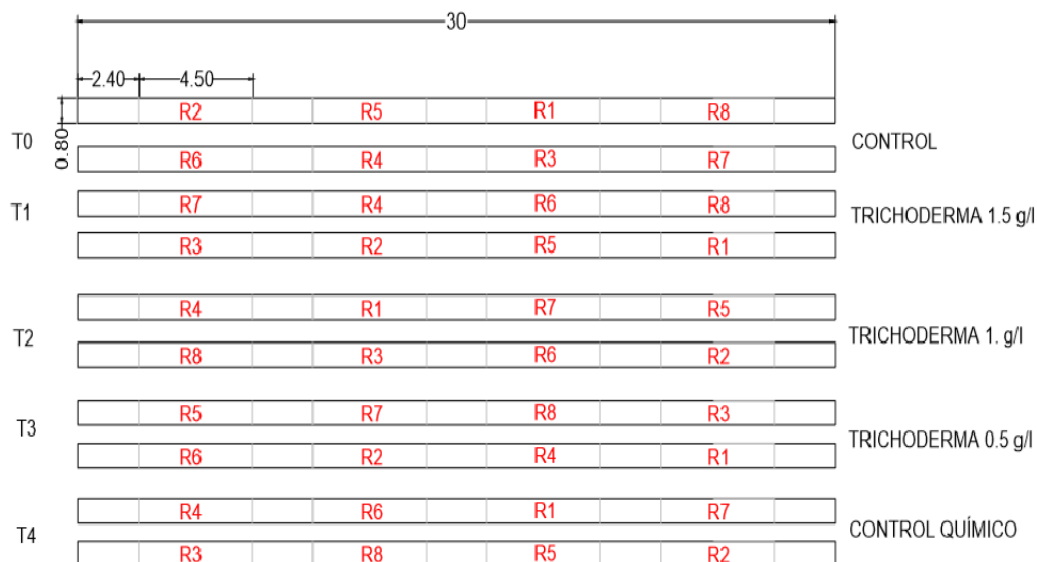 30
2.40 4.50
R2 R5 R1 R8
0.80
T0 CONTROL
R6 R4 R3 R7
R7 R4 R6 R8
T1 TRICHODERMA 1.5 g/l
R3 R2 R5 R1
R4 R1 R7 R5
T2 TRICHODERMA 1. g/l
R8 R3 R6 R2
R5 R7 R8 R3
T3 TRICHODERMA 0.5 g/l
R6 R2 R4 R1
R4 R6 R1 R7
T4 CONTROL QUÍMICO
R3 R8 R5 R2